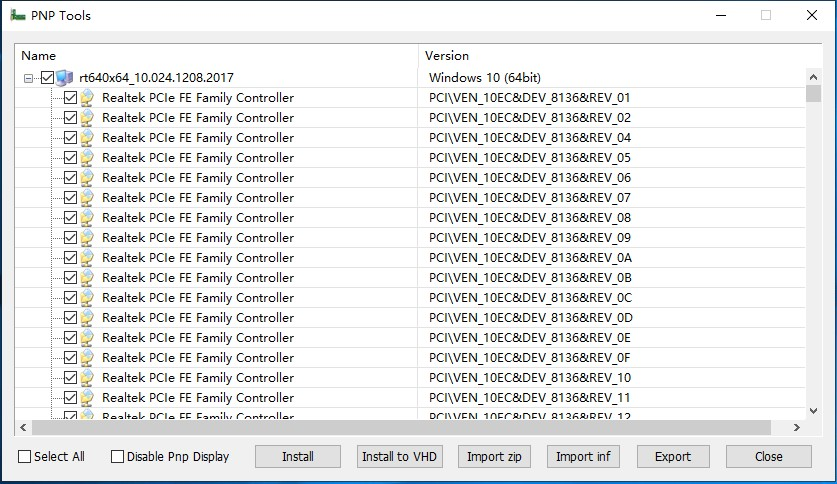 PNP Tools
Name Version
rt640x64_10.024.1208.2017 Windows 10 (64bit)
Realtek PCIe FE Family Controller PCI\VEN_10EC&DEV_8136&REV_01
Realtek PCIe FE Family Controller PCI\VEN_10EC&DEV_8136&REV_02
Realtek PCIe FE Family Controller PCI\VEN_10EC&DEV_8136&REV_04
Realtek PCIe FE Family Controller PCI\VEN_10EC&DEV_8136&REV_05
Realtek PCIe FE Family Controller PCI\VEN_10EC&DEV_8136&REV_06
Realtek PCIe FE Family Controller PCI\VEN_10EC&DEV_8136&REV_07
Realtek PCIe FE Family Controller PCI\VEN_10EC&DEV_8136&REV_08
Realtek PCIe FE Family Controller PCI\VEN_10EC&DEV_8136&REV_09
Realtek PCIe FE Family Controller PCI\VEN_10EC&DEV_8136&REV_0A
Realtek PCIe FE Family Controller PCI\VEN_10EC&DEV_8136&REV_0B
Realtek PCIe FE Family Controller PCI\VEN_10EC&DEV_8136&REV_0C
Realtek PCIe FE Family Controller PCI\VEN_10EC&DEV_8136&REV_0D
Realtek PCIe FE Family Controller PCI\VEN_10EC&DEV_8136&REV_0E
Realtek PCIe FE Family Controller PCI\VEN_10EC&DEV_8136&REV_0F
Realtek PCIe FE Family Controller PCI\VEN_10EC&DEV_8136&REV_10
Realtek PCIe FE Family Controller PCI\VEN_10EC&DEV_8136&REV_11
Realtek PCIe FE Family Controller PCI\VEN_10EC&DEV_8136&REV_12
Select All Disable Pnp Display Install Install to VHD Import zip Import inf Export Close